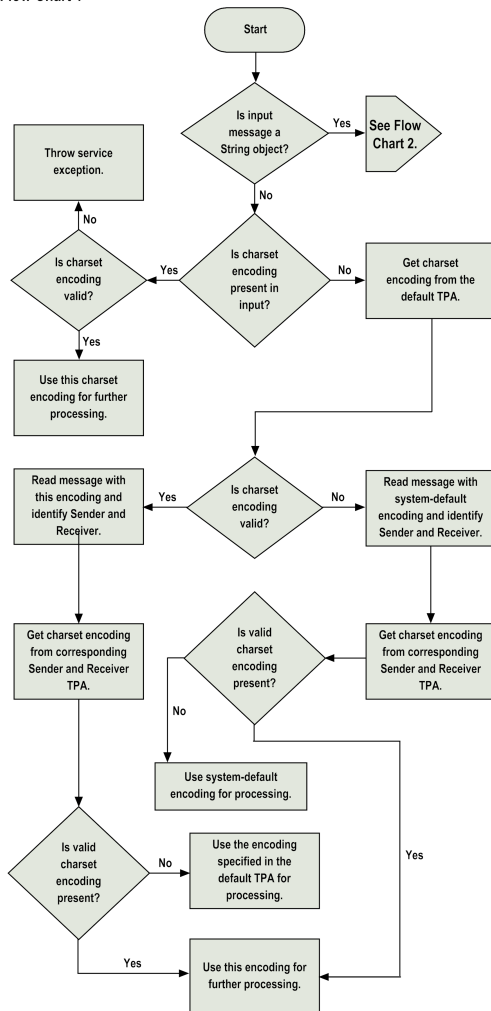 Start
Is input
message a
String object?
Yes
See Flow
Chart 2.
No
Throw service
exception.
No
Is charset
encoding
valid?
Yes
Is charset
encoding
present in
input?
No
Get charset
encoding from the
default TPA.
Yes
Use this charset
encoding for further
processing.
Read message with
this encoding and
identify Sender and
Receiver.
Yes
Is charset
encoding
valid?
No
Read message with
system-default
encoding and identify
Sender and Receiver.
Get charset encoding
from corresponding
Sender and Receiver
TPA.
Is valid
charset
encoding
present?
Get charset encoding
from corresponding
Sender and Receiver
TPA.
No
Use system-default
encoding for processing.
Yes
Is valid
charset
encoding
present?
No
Use the encoding
specified in the
default TPA for
processing.
Yes
Use this encoding for
further processing.